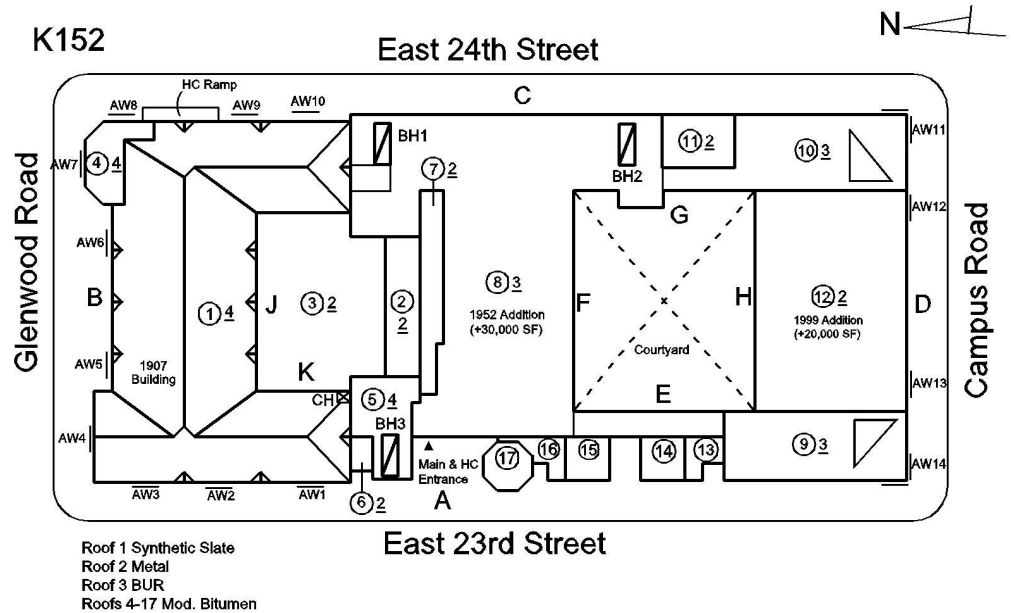 K152
N
East 24th Street
HC Ramp
AW8
AW9
AW10
C
BH1
BH2
11 2
10 3
AW11
AW7
4 4
7 2
Glenwood Road
AW6
AW12
G
B
J
1 4
3 2
2
2
8 3
1952 Addition
(+30,000 SF)
F
H
12 2
1999 Addition
(+20,000 SF)
D
Campus Road
Courtyard
AW5
1907
Building
K
CH
5 4
E
AW13
BH3
AW4
Main & HC
Entrance
A
17
16
15
14
13
9 3
AW14
AW3
AW2
AW1
6 2
East 23rd Street
Roof 1 Synthetic Slate
Roof 2 Metal
Roof 3 BUR
Roofs 4-17 Mod. Bitumen